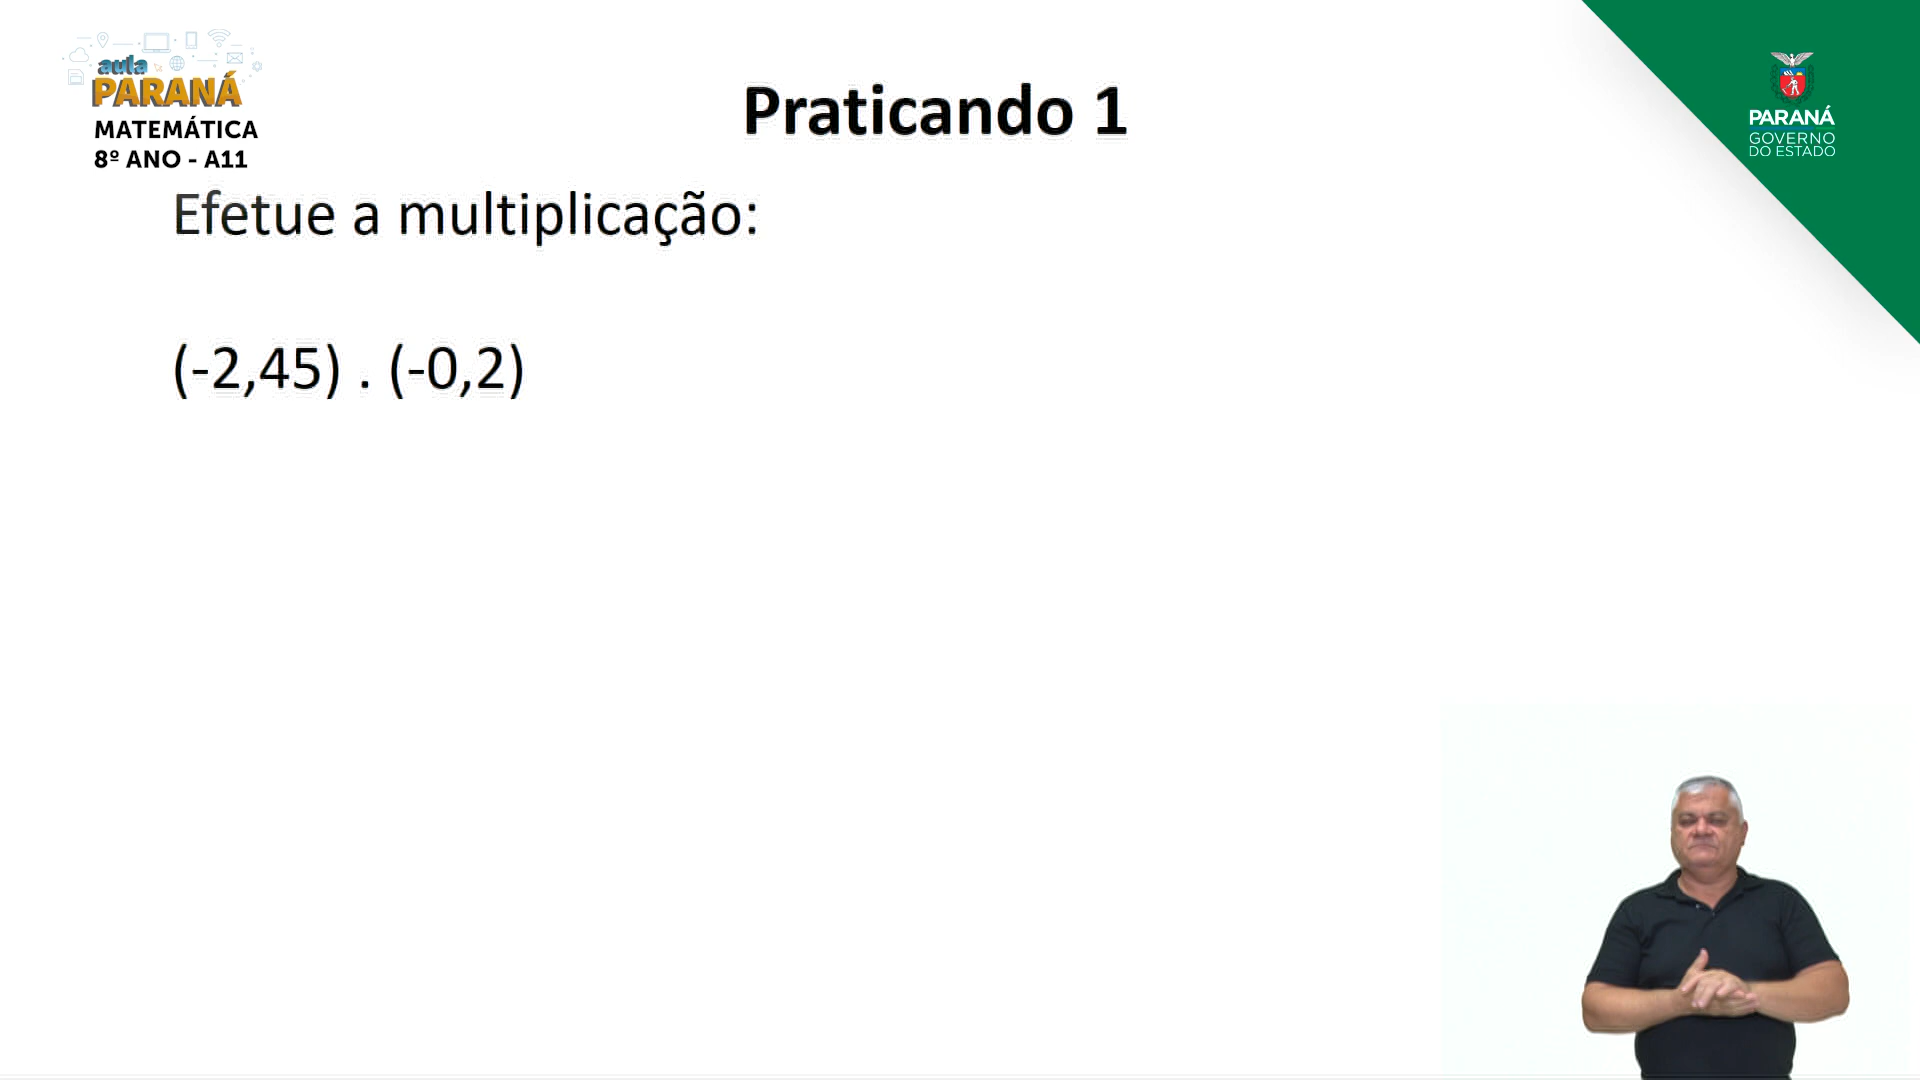 aula
PARANÁ
MATEMÁTICA
8º ANO - A11
Praticando 1
PARANÁ
GOVERNO
DO ESTADO
Efetue a multiplicação:
(-2,45) . (-0,2)